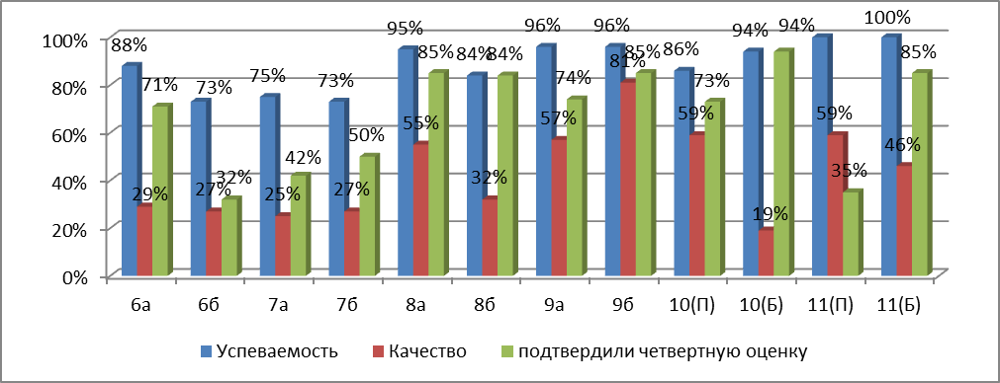 100%
96% 96% 94% 94%
95%
100% 88% 84% 84% 85% 85% 86% 85%
81%
80% 71% 73% 75% 73% 74% 73%
60% 50% 55% 57% 59% 59%
46%
40% 42%
32% 32% 35%
29% 27% 25% 27%
20% 19%
0%
6а 6б 7а 7б 8а 8б 9а 9б 10(П) 10(Б) 11(П) 11(Б)
Успеваемость Качество подтвердили четвертную оценку